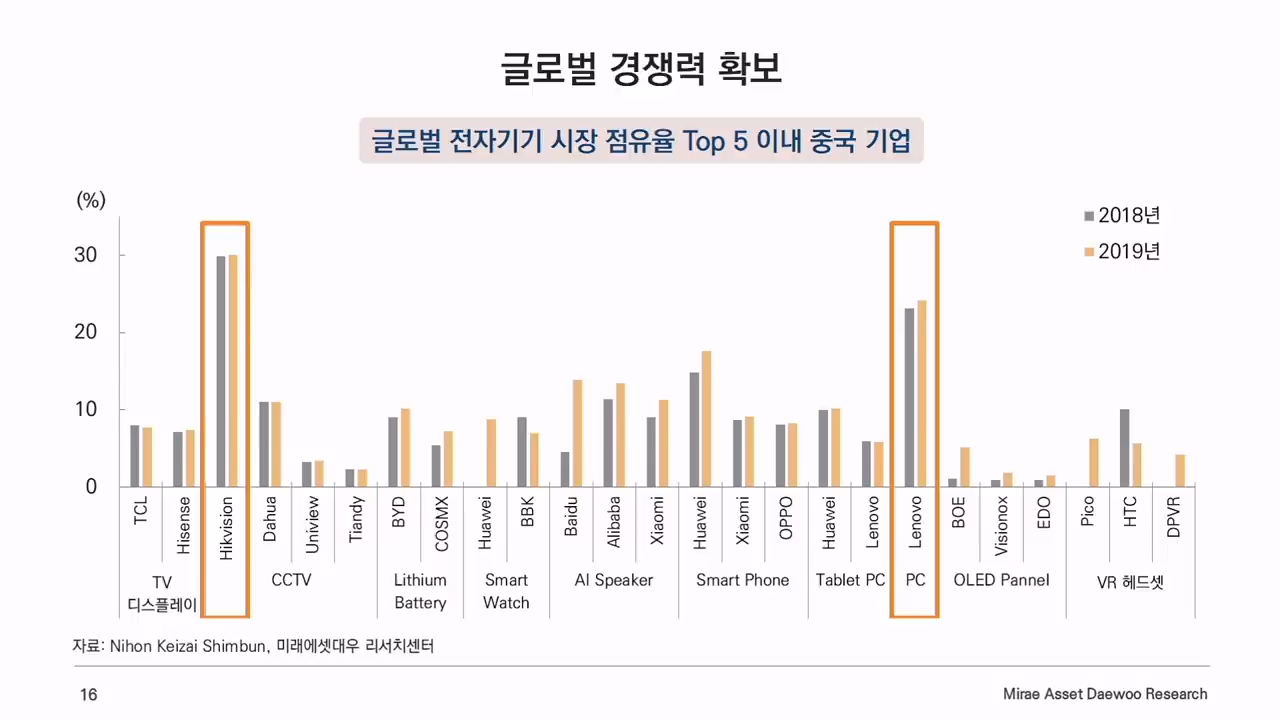 글로벌 경쟁력 확보
글로벌 전자기기 시장 점유율 Top 5 이내 중국 기업
(%)
2018년
2019년
30
20
10
0
TCL
Hisense
Hikvision
Dahua
Uniview
Tiandy
BYD
COSMX
Huawei
BBK
Baidu
Alibaba
Xiaomi
Huawei
Xiaomi
OPPO
Huawei
Lenovo
Lenovo
BOE
Visionox
EDO
Pico
HTC
DPVR
TV
디스플레이
CCTV
Lithium
Battery
Smart
Watch
AI Speaker
Smart Phone
Tablet PC
PC
OLED Pannel
VR 헤드셋
자료: Nihon Keizai Shimbun, 미래에셋대우 리서치센터
16
Mirae Asset Daewoo Research